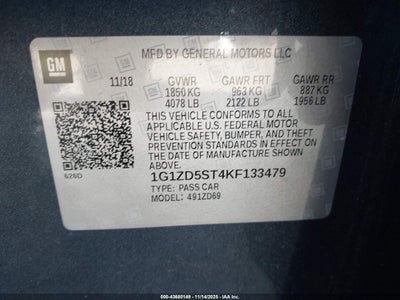 GM
MFD BY GENERAL MOTORS LLC
11/18 GVWR GAWR FRT GAWR RR
1850 KG 963 KG 887 KG
4078 LB 2122 LB 1956 LB
THIS VEHICLE CONFORMS TO ALL
APPLICABLE U.S. FEDERAL MOTOR
VEHICLE SAFETY, BUMPER, AND THEFT
PREVENTION STANDARDS IN EFFECT
ON THE DATE OF MANUFACTURE SHOWN
ABOVE.
626D 1G1ZD5ST4KF133479
TYPE: PASS CAR
MODEL: 491ZD69
©IAA 000-43680149 - 11/14/2025 - iaai.com